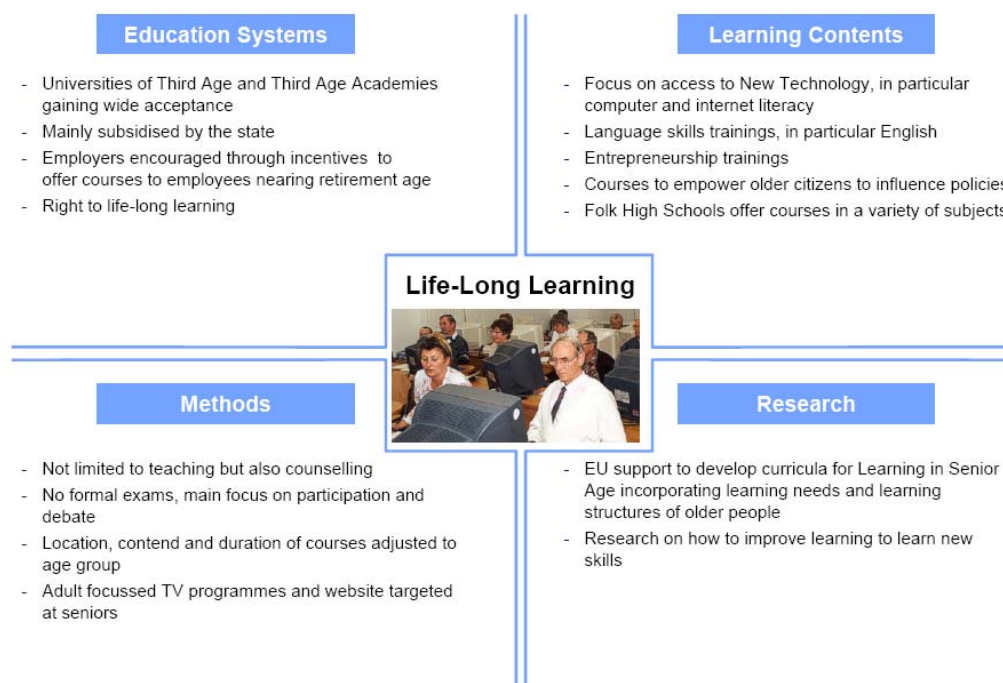 Education Systems
- Universities of Third Age and Third Age Academies
gaining wide acceptance
- Mainly subsidised by the state
- Employers encouraged through incentives to
offer courses to employees nearing retirement age
- Right to life-long learning
Learning Contents
- Focus on access to New Technology, in particular
computer and internet literacy
- Language skills trainings, in particular English
- Entrepreneurship trainings
- Courses to empower older citizens to influence policies
- Folk High Schools offer courses in a variety of subjects
Life-Long Learning
Methods
- Not limited to teaching but also counselling
- No formal exams, main focus on participation and
debate
- Location, contend and duration of courses adjusted to
age group
- Adult focussed TV programmes and website targeted
at seniors
Research
- EU support to develop curricula for Learning in Senior
Age incorporating learning needs and learning
structures of older people
- Research on how to improve learning to learn new
skills